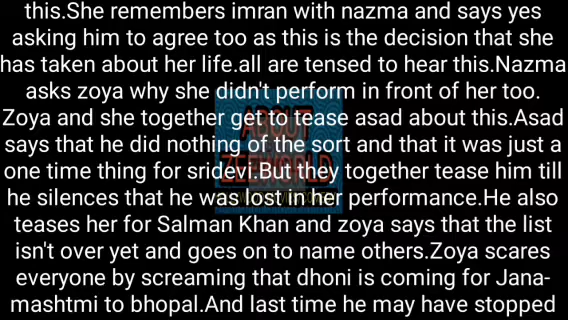 this.She remembers imran with nazma and says yes
asking him to agree too as this is the decision that she
has taken about her life.all are tensed to hear this.Nazma
asks zoya why she didn't perform in front of her too.
Zoya and she together get to tease asad about this.Asad
says that he did nothing of the sort and that it was just a
one time thing for sridevi.But they together tease him till
he silences that he was lost in her performance.He also
teases her for Salman Khan and zoya says that the list
isn't over yet and goes on to name others.Zoya scares
everyone by screaming that dhoni is coming for Jana-
mashtmi to bhopal.And last time he may have stopped
ABOUT
ZEEWORLD